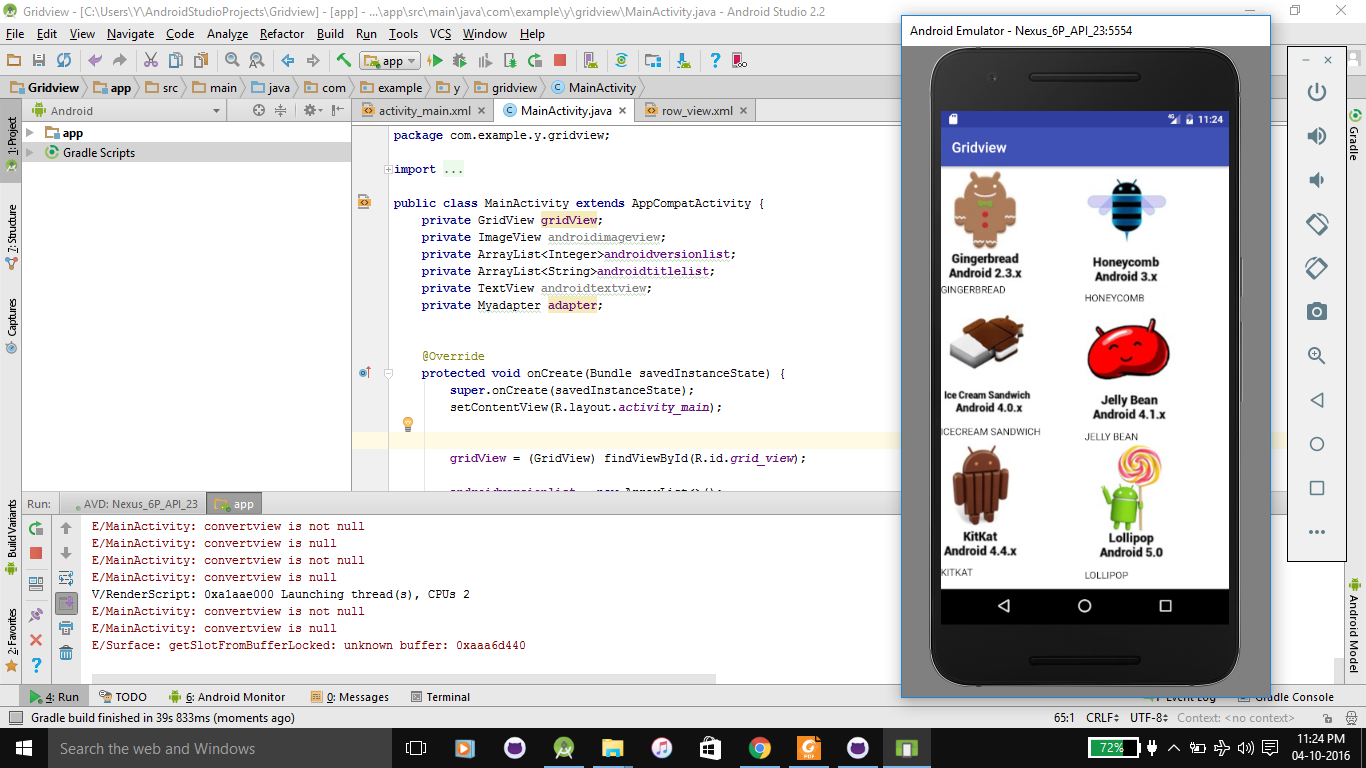 Gridview - [C:\Users\Y\AndroidStudioProjects\Gridview] - [app] - ...\app\src\main\java\com\example\y\gridview\MainActivity.java - Android Studio 2.2
File Edit View Navigate Code Analyze Refactor Build Run Tools VCS Window Help
app
Gridview app src main java com example y gridview MainActivity
Android
activity_main.xml MainActivity.java row_view.xml
1: Project
7: Structure
Captures
Build Variants
2: Favorites
app
Gradle Scripts
package com.example.y.gridview;
import ...
public class MainActivity extends AppCompatActivity {
private GridView gridView;
private ImageView androidimageview;
private ArrayList<Integer>androidversionlist;
private ArrayList<String>androidtitlelist;
private TextView androidtextview;
private Myadapter adapter;
@Override
protected void onCreate(Bundle savedInstanceState) {
super.onCreate(savedInstanceState);
setContentView(R.layout.activity_main);
gridView = (GridView) findViewById(R.id.grid_view);
Run: AVD: Nexus_6P_API_23 app
E/MainActivity: convertview is not null
E/MainActivity: convertview is null
E/MainActivity: convertview is not null
E/MainActivity: convertview is null
V/RenderScript: 0xa1aae000 Launching thread(s), CPUs 2
E/MainActivity: convertview is not null
E/MainActivity: convertview is null
E/Surface: getSlotFromBufferLocked: unknown buffer: 0xaaa6d440
Android Emulator - Nexus_6P_API_23:5554
4G 11:24
Gridview
Gingerbread
Android 2.3.x
GINGERBREAD
Honeycomb
Android 3.x
HONEYCOMB
Ice Cream Sandwich
Android 4.0.x
ICECREAM SANDWICH
Jelly Bean
Android 4.1.x
JELLY BEAN
KitKat
Android 4.4.x
KITKAT
Lollipop
Android 5.0
LOLLIPOP
Gradle
Android Model
4: Run TODO 6: Android Monitor 0: Messages Terminal Event Log Gradle Console
Gradle build finished in 39s 833ms (moments ago)
65:1 CRLF UTF-8 Context: <no context>
Search the web and Windows
72%
11:24 PM
04-10-2016